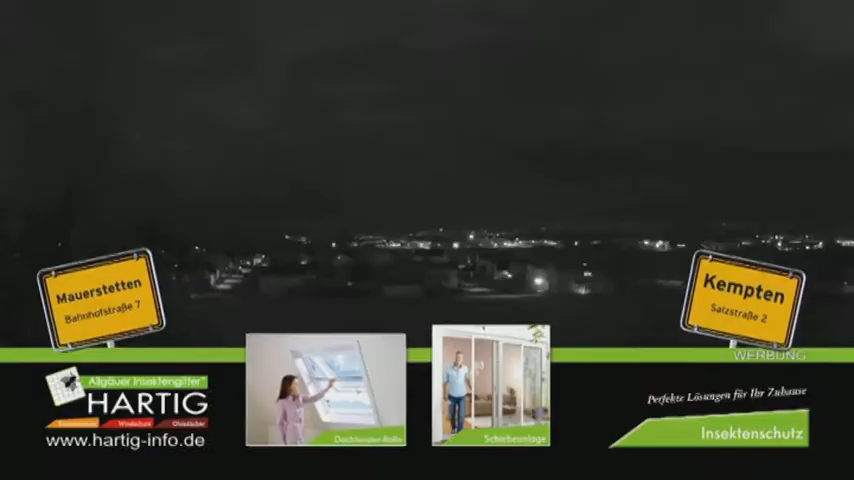 Mauerstetten
Bahnhofstraße 7
Kempten
Salzstraße 2
WERBUNG
Allgäuer Insektengitter
HARTIG
www.hartig-info.de
Dachfenster-Rollo
Schiebeanlage
Perfekte Lösungen für Ihr Zuhause
Insektenschutz